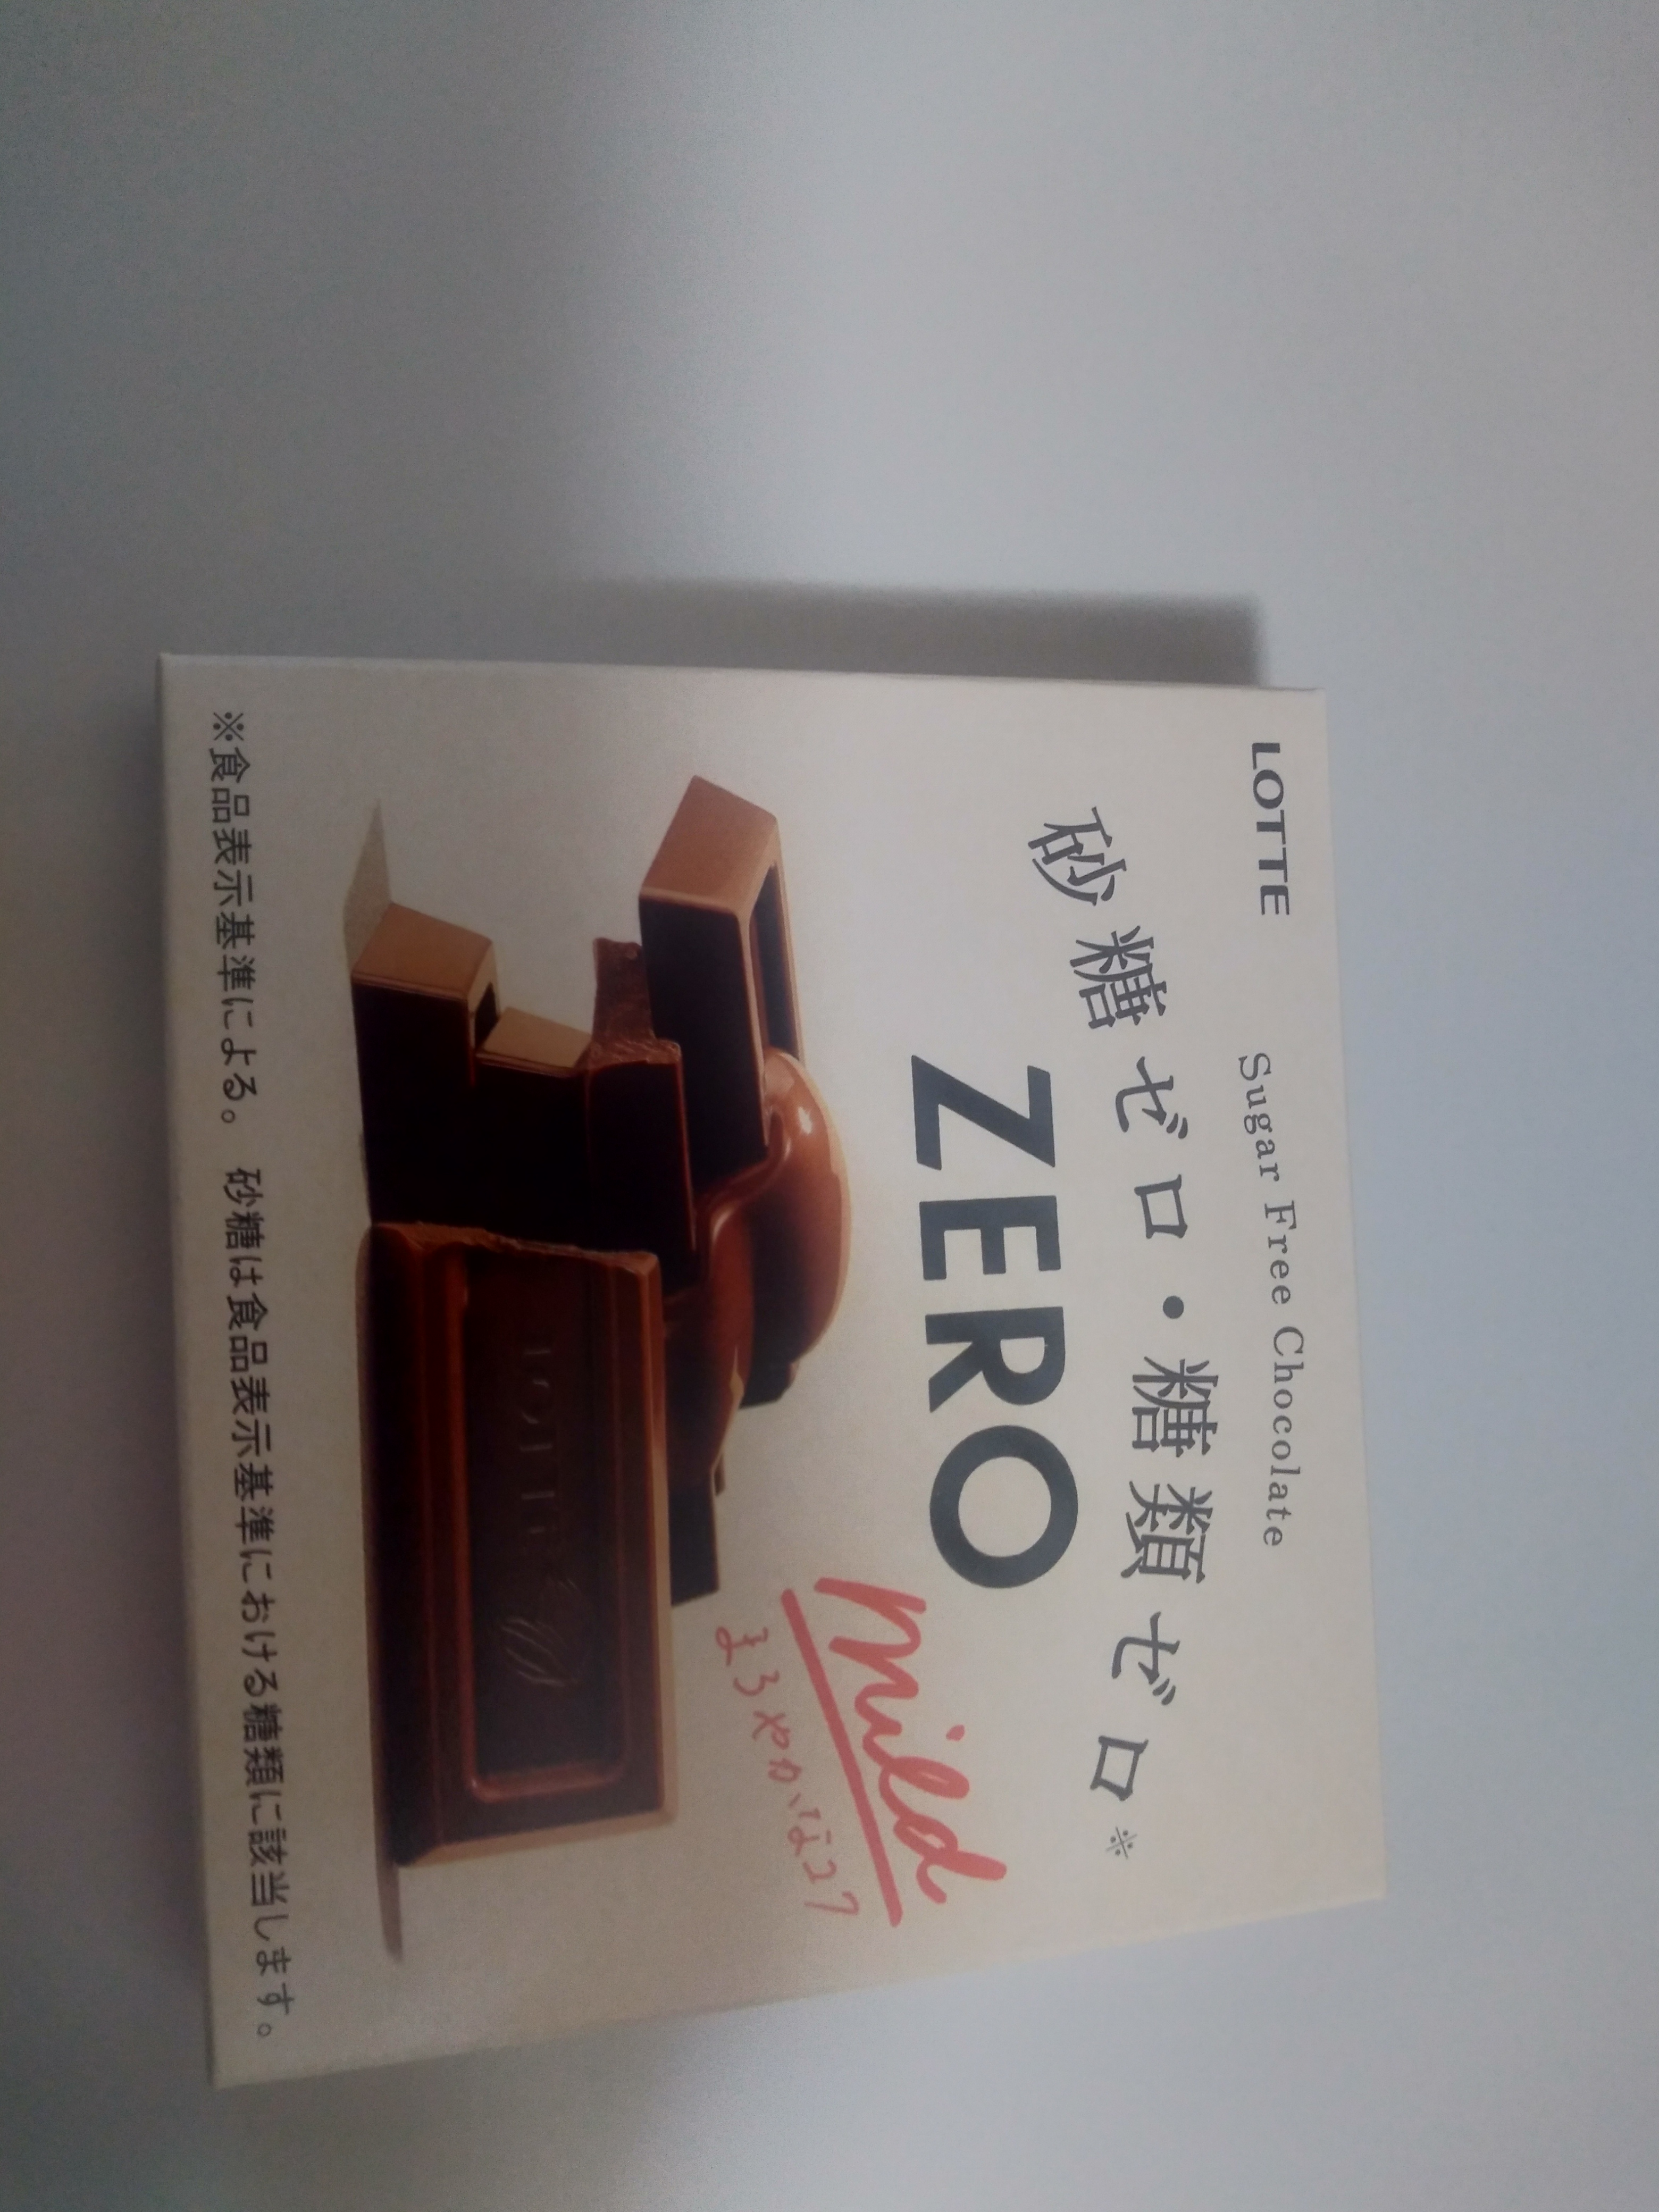 LOTTE
Sugar Free Chocolate
砂糖ゼロ・糖類ゼロ※
ZERO
mild
まろやかなコク
LOTTE
※食品表示基準による。 砂糖は食品表示基準における糖類に該当します。